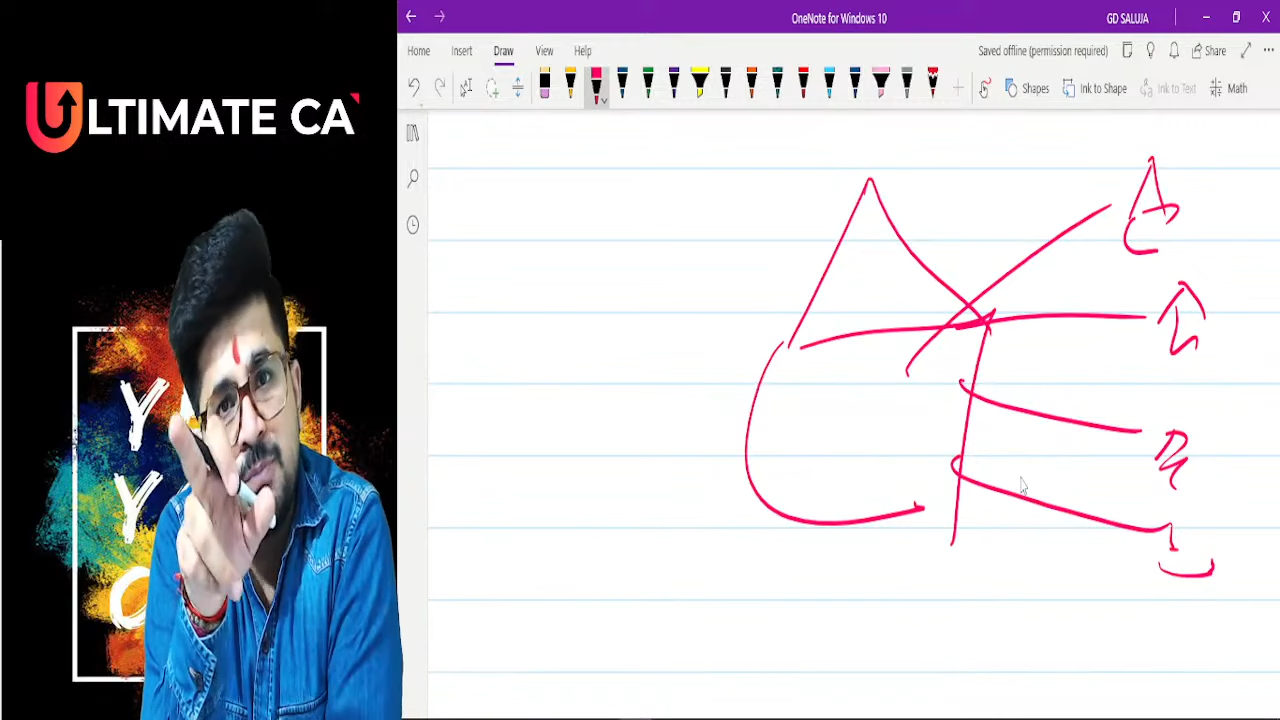 ULTIMATE CA
OneNote for Windows 10
GD SALUJA
Home
Insert
Draw
View
Help
Saved offline (permission required)
Share
Shapes
Ink to Shape
Ink to Text
Math
Y
Y